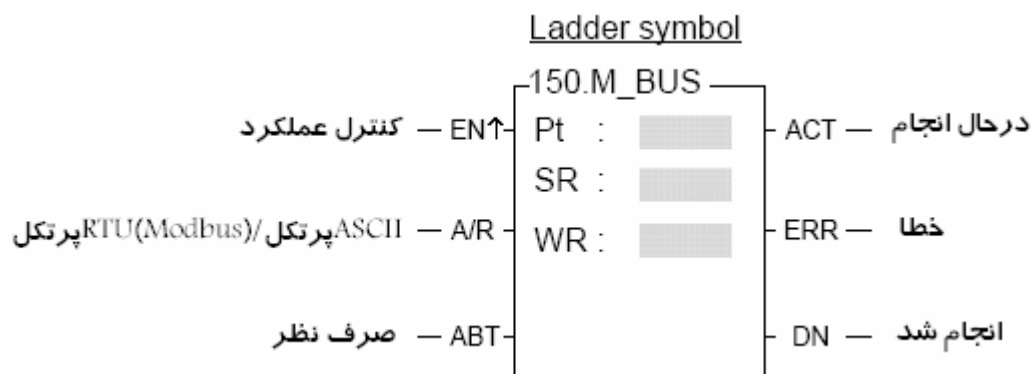 Ladder symbol
150.M_BUS
کنترل عملکرد — EN↑ Pt : ACT — درحال انجام
SR :
پرتکل RTU(Modbus)/پرتکل ASCII — A/R WR : ERR — خطا
صرف نظر — ABT DN — انجام شد